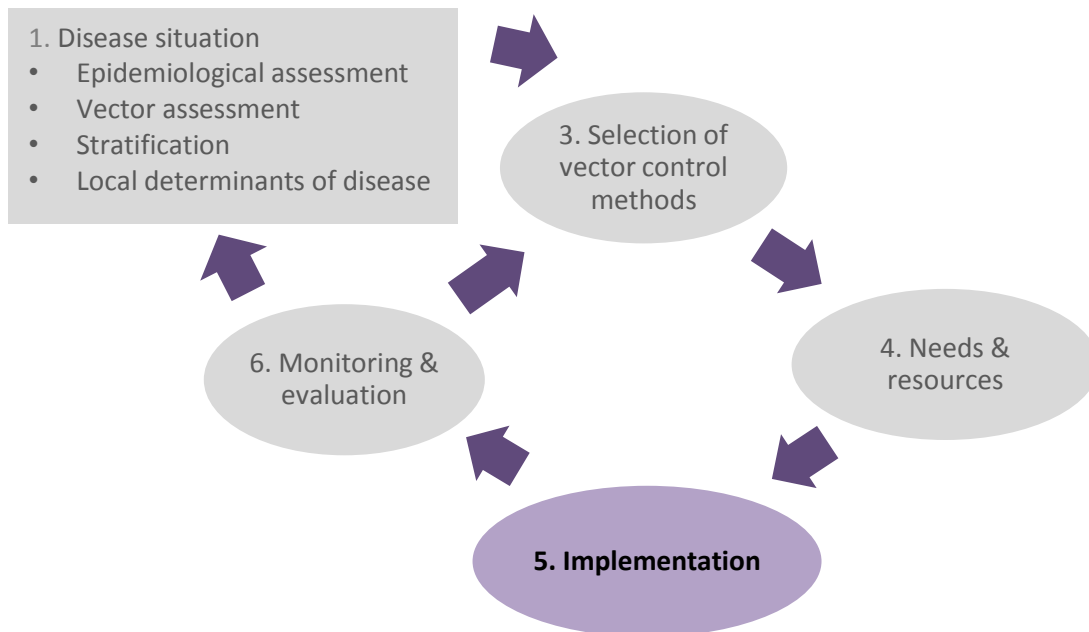 1. Disease situation
• Epidemiological assessment
• Vector assessment
• Stratification
• Local determinants of disease
3. Selection of
vector control
methods
4. Needs &
resources
5. Implementation
6. Monitoring &
evaluation